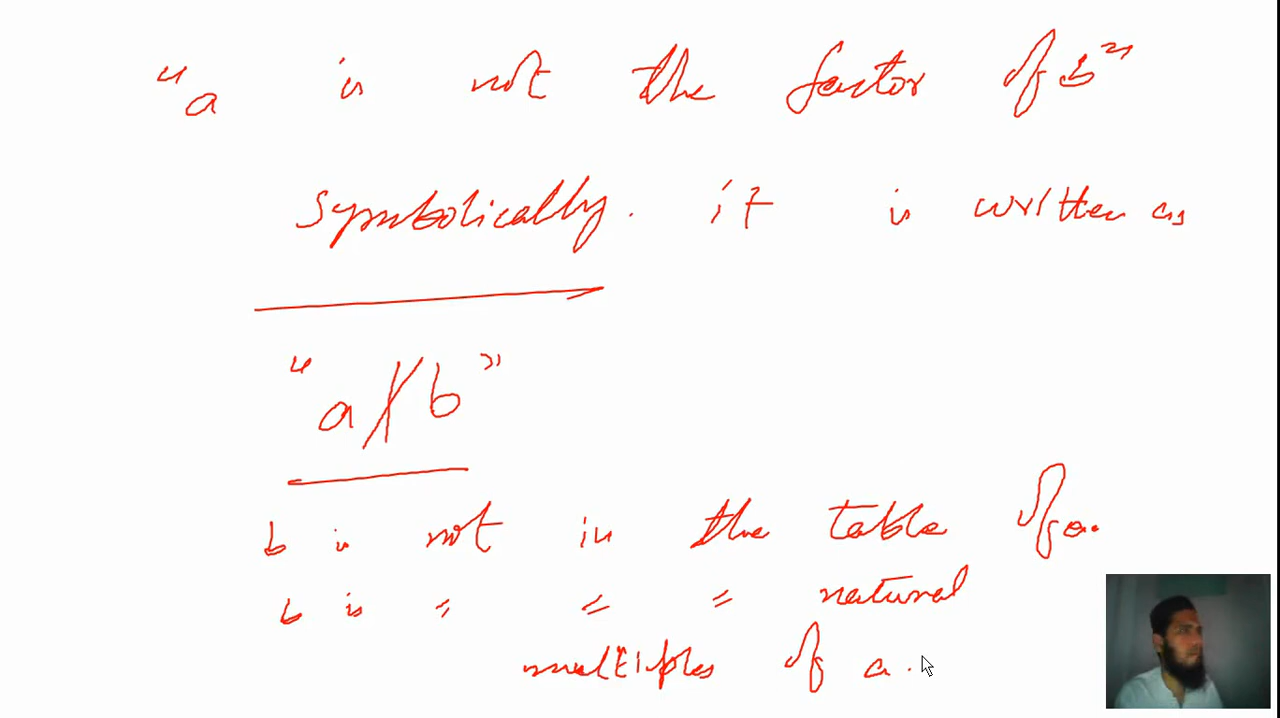 "a is not the factor of b"
symbolically. it is written as
"a ∤ b"
b is not in the table of a.
b is = = = natural
multiples of a.